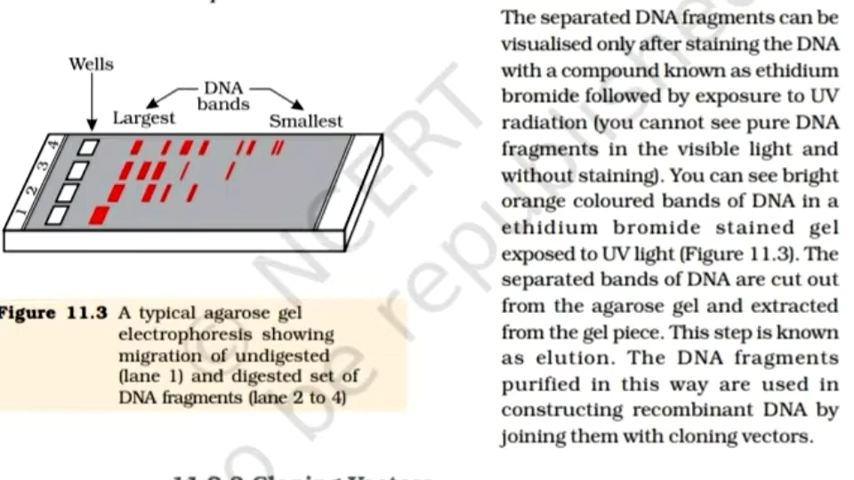 Wells
DNA
bands
Largest
Smallest
4
3
2
1
Figure 11.3 A typical agarose gel
electrophoresis showing
migration of undigested
(lane 1) and digested set of
DNA fragments (lane 2 to 4)
The separated DNA fragments can be
visualised only after staining the DNA
with a compound known as ethidium
bromide followed by exposure to UV
radiation (you cannot see pure DNA
fragments in the visible light and
without staining). You can see bright
orange coloured bands of DNA in a
ethidium bromide stained gel
exposed to UV light (Figure 11.3). The
separated bands of DNA are cut out
from the agarose gel and extracted
from the gel piece. This step is known
as elution. The DNA fragments
purified in this way are used in
constructing recombinant DNA by
joining them with cloning vectors.
© NCERT
o be republished
Cloning Vectors